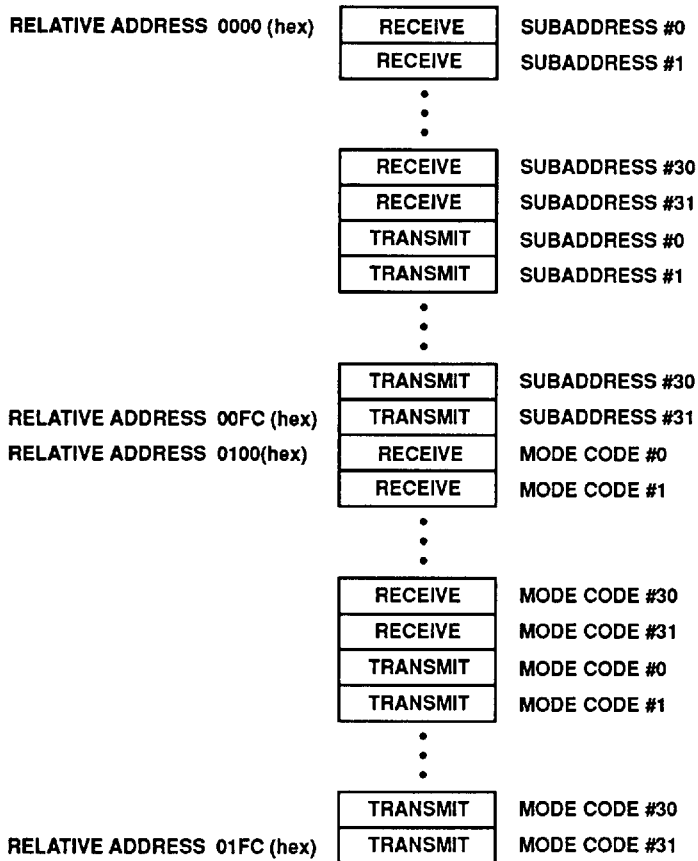 RELATIVE ADDRESS 0000 (hex) RECEIVE SUBADDRESS #0
RECEIVE SUBADDRESS #1
RECEIVE SUBADDRESS #30
RECEIVE SUBADDRESS #31
TRANSMIT SUBADDRESS #0
TRANSMIT SUBADDRESS #1
TRANSMIT SUBADDRESS #30
RELATIVE ADDRESS 00FC (hex) TRANSMIT SUBADDRESS #31
RELATIVE ADDRESS 0100(hex) RECEIVE MODE CODE #0
RECEIVE MODE CODE #1
RECEIVE MODE CODE #30
RECEIVE MODE CODE #31
TRANSMIT MODE CODE #0
TRANSMIT MODE CODE #1
TRANSMIT MODE CODE #30
RELATIVE ADDRESS 01FC (hex) TRANSMIT MODE CODE #31